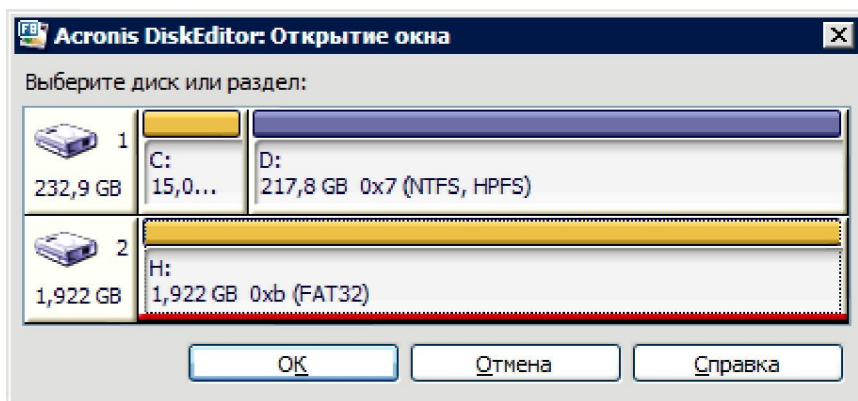 Acronis DiskEditor: Открытие окна
Выберите диск или раздел:
1
232,9 GB
C:
15,0...
D:
217,8 GB 0x7 (NTFS, HPFS)
2
1,922 GB
H:
1,922 GB 0xb (FAT32)
OK
Отмена
Справка